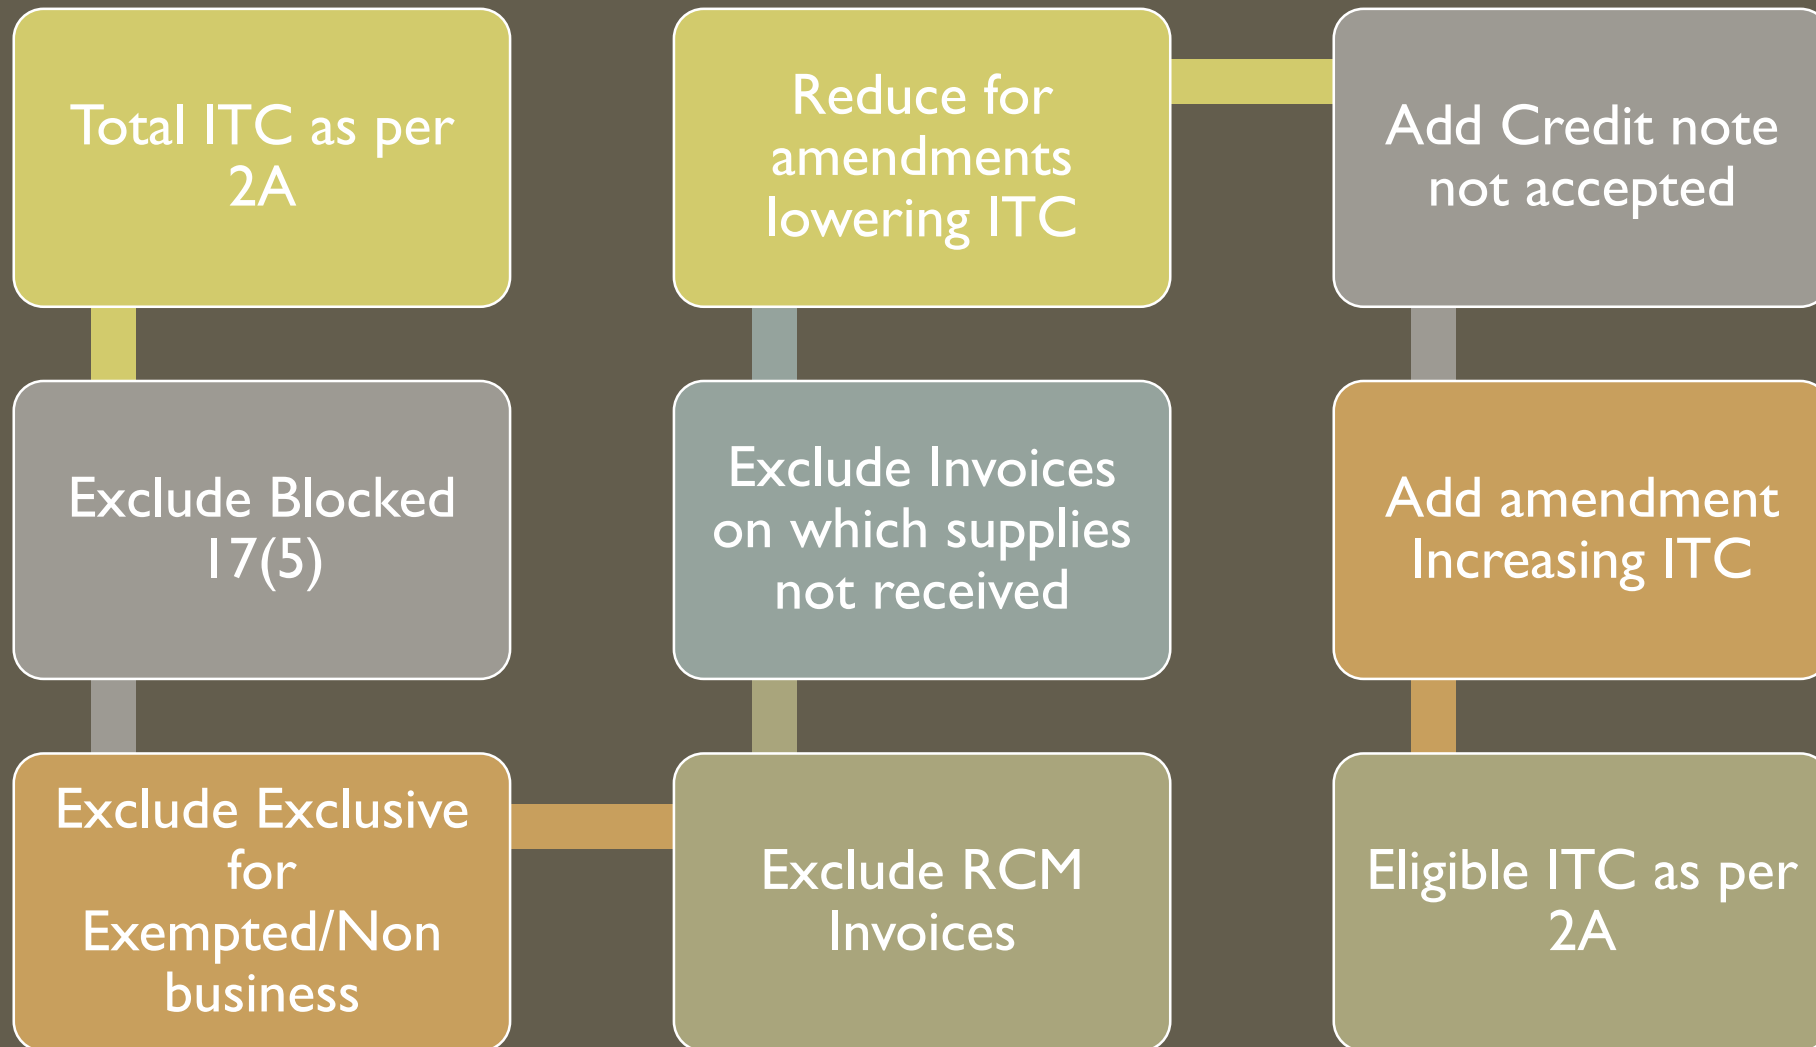 Total ITC as per
2A
Exclude Blocked
17(5)
Exclude Exclusive
for
Exempted/Non
business
Exclude RCM
Invoices
Exclude Invoices
on which supplies
not received
Reduce for
amendments
lowering ITC
Add Credit note
not accepted
Add amendment
Increasing ITC
Eligible ITC as per
2A